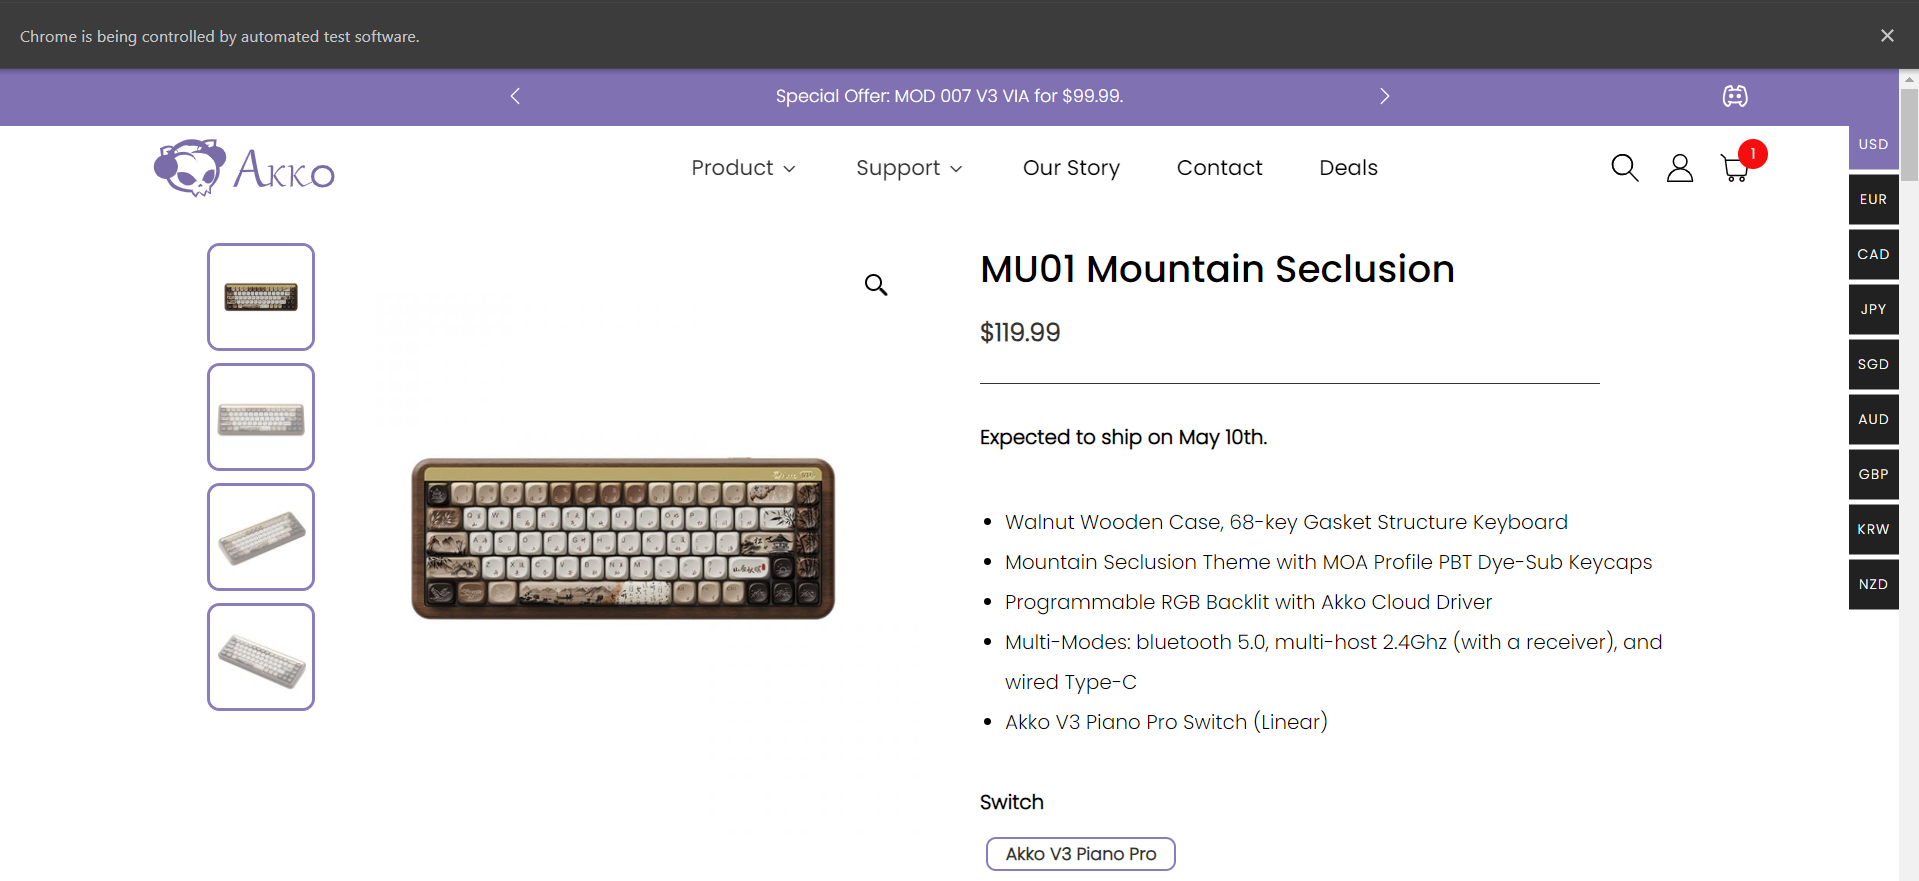 Chrome is being controlled by automated test software.
Special Offer: MOD 007 V3 VIA for $99.99.
AKKO
Product
Support
Our Story
Contact
Deals
1
USD
EUR
CAD
JPY
SGD
AUD
GBP
KRW
NZD
MU01 Mountain Seclusion
$119.99
Expected to ship on May 10th.
Walnut Wooden Case, 68-key Gasket Structure Keyboard
Mountain Seclusion Theme with MOA Profile PBT Dye-Sub Keycaps
Programmable RGB Backlit with Akko Cloud Driver
Multi-Modes: bluetooth 5.0, multi-host 2.4Ghz (with a receiver), and
wired Type-C
Akko V3 Piano Pro Switch (Linear)
Switch
Akko V3 Piano Pro